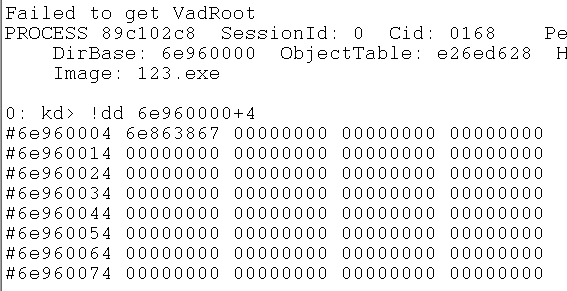 Failed to get VadRoot
PROCESS 89c102c8  SessionId: 0  Cid: 0168     Pe
    DirBase: 6e960000  ObjectTable: e26ed628  H
    Image: 123.exe

0: kd> !dd 6e960000+4
#6e960004 6e863867 00000000 00000000 00000000
#6e960014 00000000 00000000 00000000 00000000
#6e960024 00000000 00000000 00000000 00000000
#6e960034 00000000 00000000 00000000 00000000
#6e960044 00000000 00000000 00000000 00000000
#6e960054 00000000 00000000 00000000 00000000
#6e960064 00000000 00000000 00000000 00000000
#6e960074 00000000 00000000 00000000 00000000